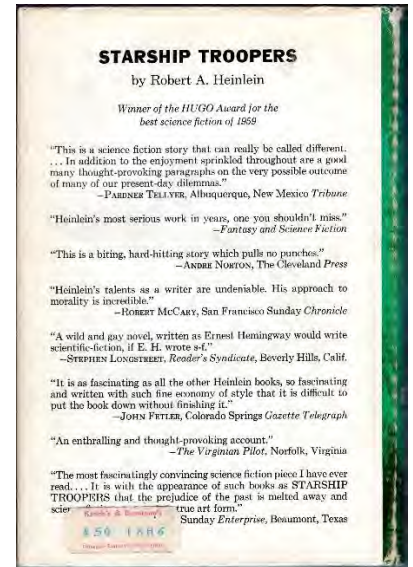 STARSHIP TROOPERS
by Robert A. Heinlein
Winner of the HUGO Award for the
best science fiction of 1959
"This is a science fiction story that can really be called different.
. . . In addition to the enjoyment sprinkled throughout are a good
many thought-provoking paragraphs on the very possible outcome
of many of our present-day dilemmas."
—PARDNER TELLYER, Albuquerque, New Mexico Tribune
"Heinlein's most serious work in years, one you shouldn't miss."
—Fantasy and Science Fiction
"This is a biting, hard-hitting story which pulls no punches."
—ANDRE NORTON, The Cleveland Press
"Heinlein's talents as a writer are undeniable. His approach to
morality is incredible."
—ROBERT MCCARY, San Francisco Sunday Chronicle
"A wild and gay novel, written as Ernest Hemingway would write
scientific-fiction, if E. H. wrote s-f."
—STEPHEN LONGSTREET, Reader's Syndicate, Beverly Hills, Calif.
"It is as fascinating as all the other Heinlein books, so fascinating
and written with such fine economy of style that it is difficult to
put the book down without finishing it."
—JOHN FETLER, Colorado Springs Gazette Telegraph
"An enthralling and thought-provoking account."
—The Virginian Pilot, Norfolk, Virginia
"The most fascinatingly convincing science fiction piece I have ever
read. . . . It is with the appearance of such books as STARSHIP
TROOPERS that the prejudice of the past is melted away and
scien true art form."
Sunday Enterprise, Beaumont, Texas